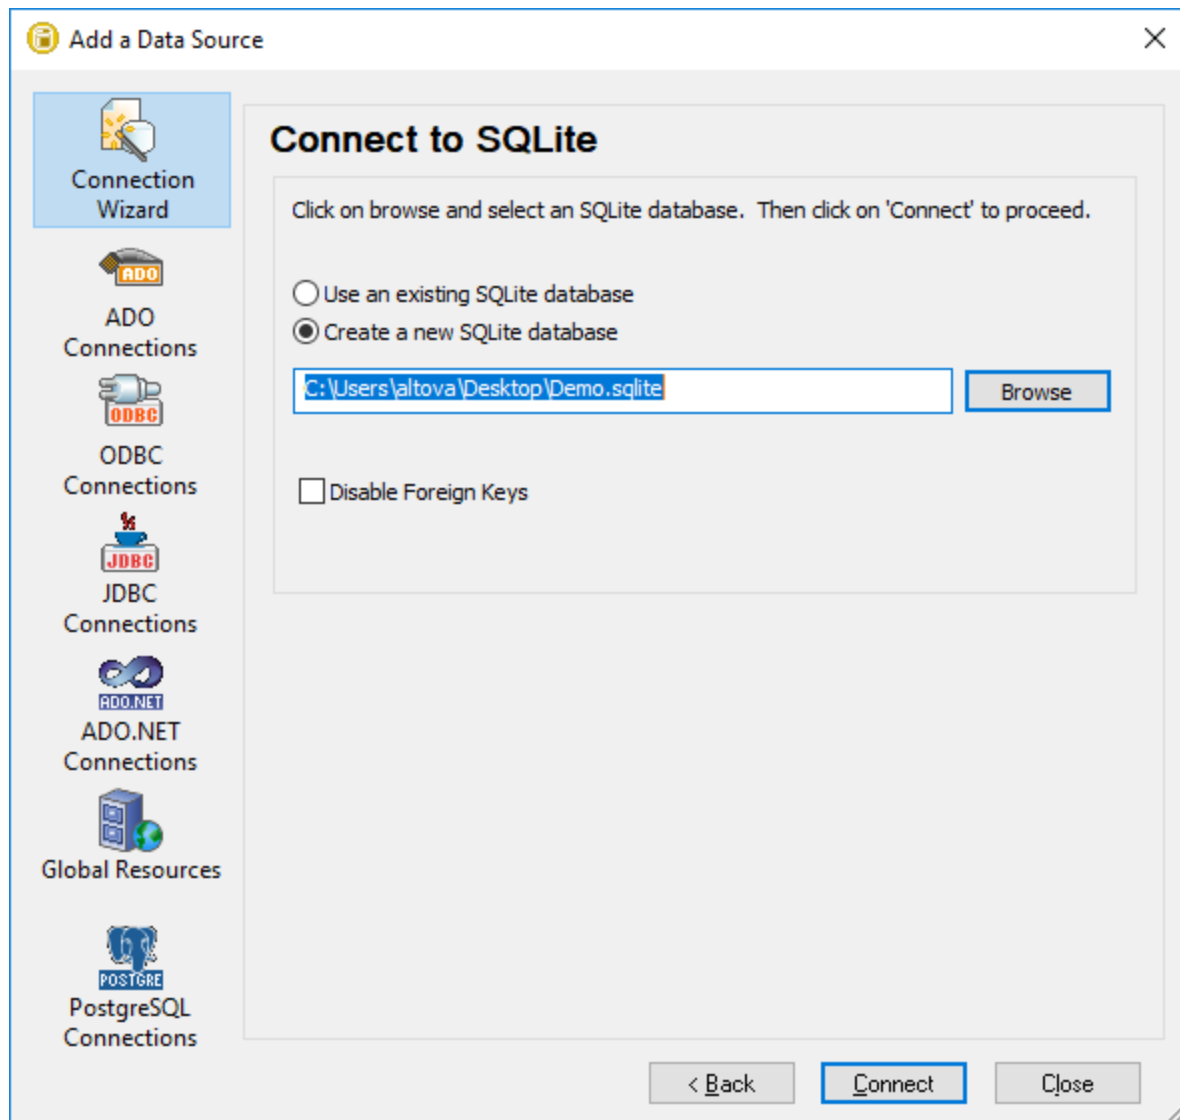 Add a Data Source
Connection
Wizard
ADO
ADO
Connections
ODBC
ODBC
Connections
JDBC
JDBC
Connections
ADO.NET
ADO.NET
Connections
Global Resources
POSTGRE
PostgreSQL
Connections
Connect to SQLite
Click on browse and select an SQLite database.  Then click on 'Connect' to proceed.
Use an existing SQLite database
Create a new SQLite database
C:\Users\altova\Desktop\Demo.sqlite
Browse
Disable Foreign Keys
< Back
Connect
Close